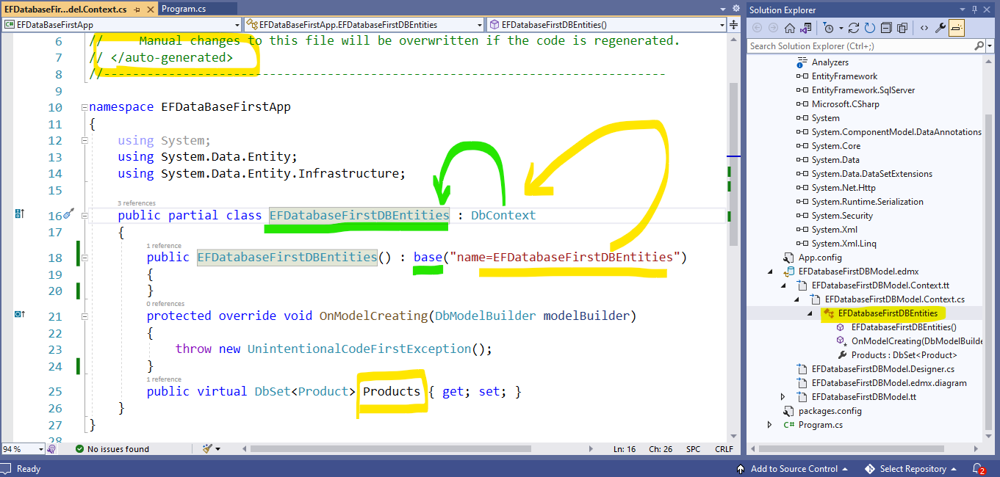 EFDatabaseFir...del.Context.cs
Program.cs
C# EFDataBaseFirstApp
EFDataBaseFirstApp.EFDatabaseFirstDBEntities
EFDatabaseFirstDBEntities()
6 // Manual changes to this file will be overwritten if the code is regenerated.
7 // </auto-generated>
8 //------------------------------------------------------------------------------
9
10 namespace EFDataBaseFirstApp
11 {
12 using System;
13 using System.Data.Entity;
14 using System.Data.Entity.Infrastructure;
15
3 references
16 public partial class EFDatabaseFirstDBEntities : DbContext
17 {
1 reference
18 public EFDatabaseFirstDBEntities() : base("name=EFDatabaseFirstDBEntities")
19 {
20 }
0 references
21 protected override void OnModelCreating(DbModelBuilder modelBuilder)
22 {
23 throw new UnintentionalCodeFirstException();
24 }
1 reference
25 public virtual DbSet<Product> Products { get; set; }
26 }
27 }
28
94 %
No issues found
Ln: 16 Ch: 26 SPC CRLF
Solution Explorer
Search Solution Explorer (Ctrl+;)
Analyzers
EntityFramework
EntityFramework.SqlServer
Microsoft.CSharp
System
System.ComponentModel.DataAnnotations
System.Core
System.Data
System.Data.DataSetExtensions
System.Net.Http
System.Runtime.Serialization
System.Security
System.Xml
System.Xml.Linq
App.config
EFDatabaseFirstDBModel.edmx
EFDatabaseFirstDBModel.Context.tt
EFDatabaseFirstDBModel.Context.cs
EFDatabaseFirstDBEntities
EFDatabaseFirstDBEntities()
OnModelCreating(DbModelBuilde
Products : DbSet<Product>
EFDatabaseFirstDBModel.Designer.cs
EFDatabaseFirstDBModel.edmx.diagram
EFDatabaseFirstDBModel.tt
packages.config
C# Program.cs
Ready
Add to Source Control
Select Repository
2